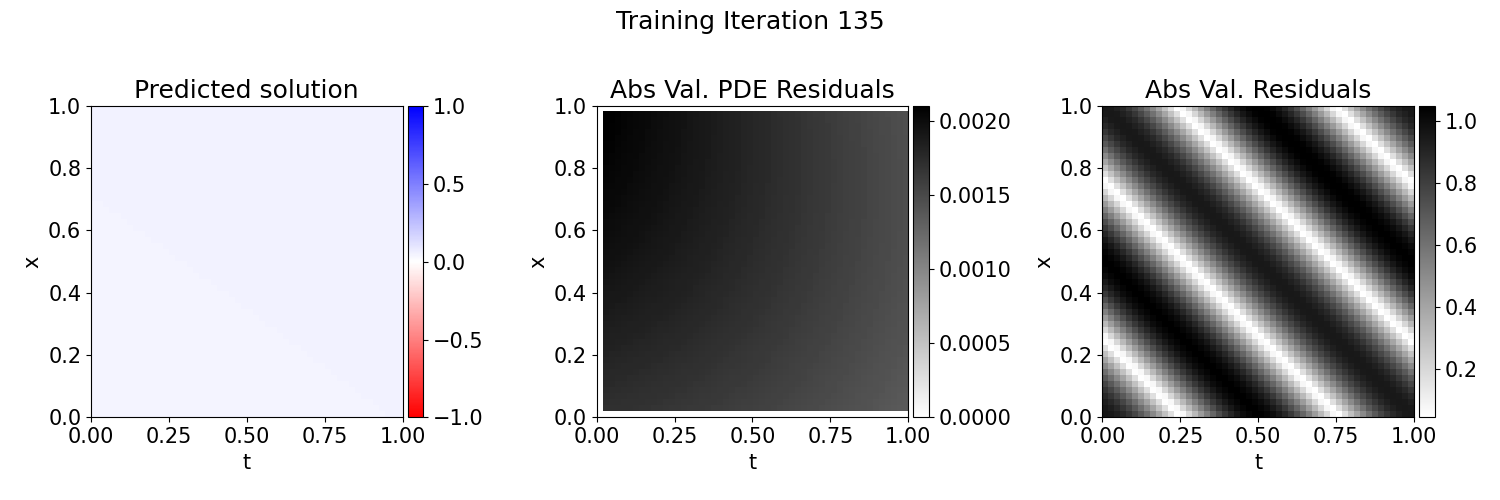 Training Iteration 135
Predicted solution
1.0
0.8
0.6
0.4
0.2
0.0
x
0.00 0.25 0.50 0.75 1.00
t
1.0
0.5
0.0
−0.5
−1.0
Abs Val. PDE Residuals
1.0
0.8
0.6
0.4
0.2
0.0
x
0.00 0.25 0.50 0.75 1.00
t
0.0020
0.0015
0.0010
0.0005
0.0000
Abs Val. Residuals
1.0
0.8
0.6
0.4
0.2
0.0
x
0.00 0.25 0.50 0.75 1.00
t
1.0
0.8
0.6
0.4
0.2